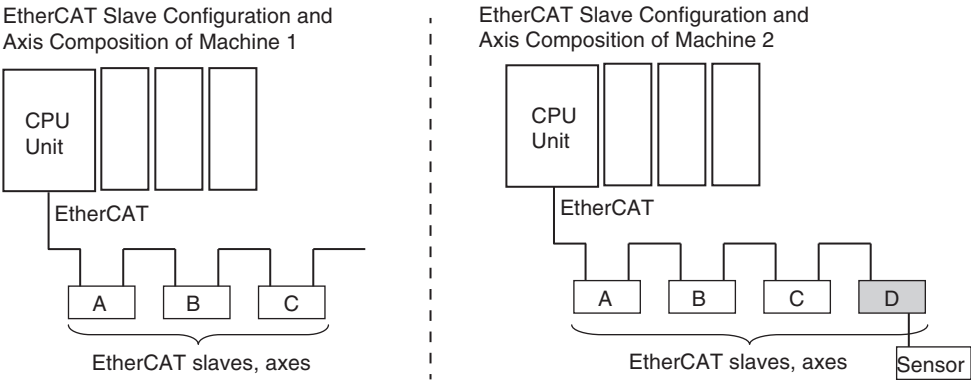 EtherCAT Slave Configuration and
Axis Composition of Machine 1
CPU
Unit
EtherCAT
A
B
C
EtherCAT slaves, axes
EtherCAT Slave Configuration and
Axis Composition of Machine 2
CPU
Unit
EtherCAT
A
B
C
D
EtherCAT slaves, axes
Sensor